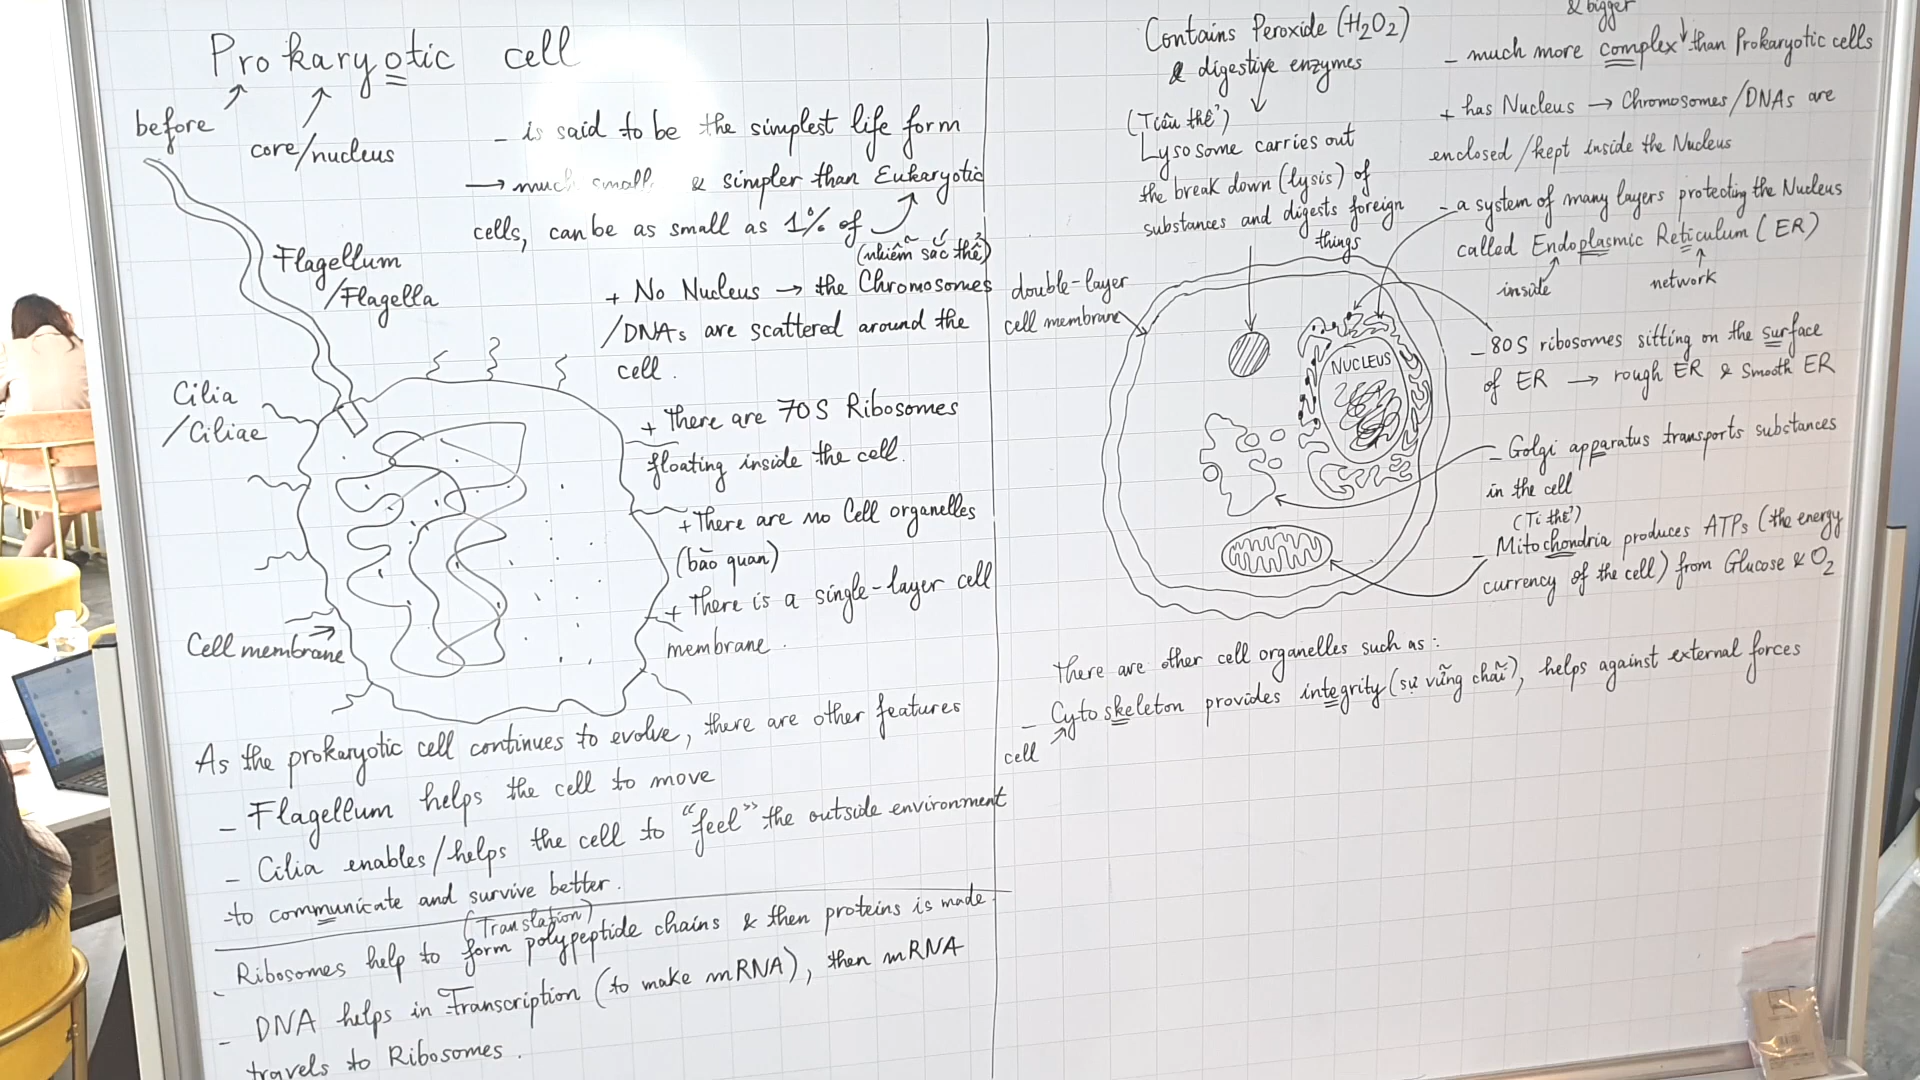 Prokaryotic cell
before
core/nucleus
- is said to be the simplest life form
→ much small & simpler than Eukaryotic
cells, can be as small as 1% of
(nhiễm sắc thể)
Flagellum
/Flagella
+ No Nucleus → the Chromosomes
/DNAs are scattered around the
cell.
Cilia
/Ciliae
+ There are 70S Ribosomes
floating inside the cell.
+ There are no Cell organelles
(bào quan)
+ There is a single-layer cell
membrane.
Cell membrane
As the prokaryotic cell continues to evolve, there are other features
- Flagellum helps the cell to move
- Cilia enables/helps the cell to "feel" the outside environment
to communicate and survive better.
(Translation)
- Ribosomes help to form polypeptide chains & then proteins is made.
- DNA helps in Transcription (to make mRNA), then mRNA
travels to Ribosomes.
Contains Peroxide (H2O2)
& digestive enzymes
(Tiêu thể)
Lysosome carries out
the break down (lysis) of
substances and digests foreign
things
double-layer
cell membrane
NUCLEUS
& bigger
- much more complex than Prokaryotic cells
+ has Nucleus → Chromosomes/DNAs are
enclosed/kept inside the Nucleus
- a system of many layers protecting the Nucleus
called Endoplasmic Reticulum (ER)
inside
network
- 80S ribosomes sitting on the surface
of ER → rough ER & Smooth ER
- Golgi apparatus transports substances
in the cell
(Ti thể)
- Mitochondria produces ATPs (the energy
currency of the cell) from Glucose & O2
There are other cell organelles such as:
- Cytoskeleton provides integrity (sự vững chãi), helps against external forces
cell